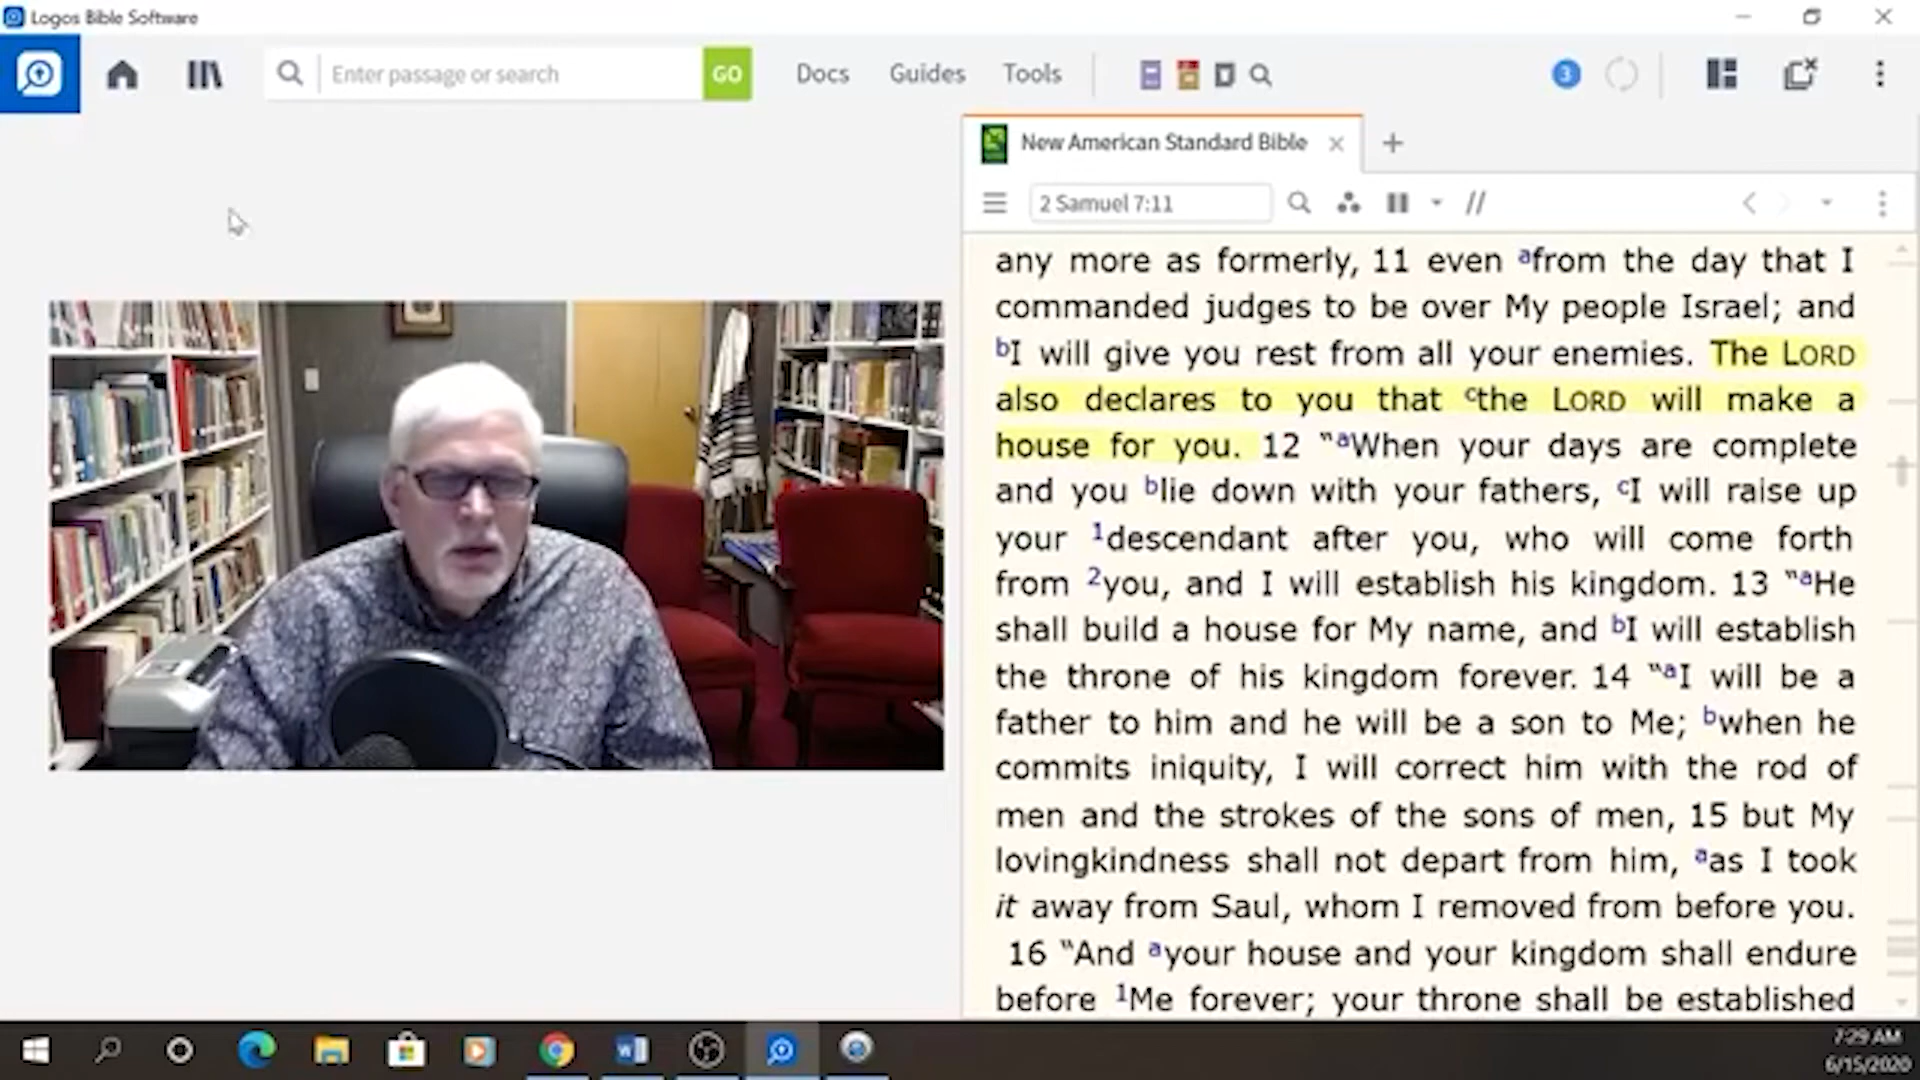 Logos Bible Software
Enter passage or search
GO
Docs
Guides
Tools
3
New American Standard Bible
2 Samuel 7:11
any more as formerly, 11 even ᵃfrom the day that I
commanded judges to be over My people Israel; and
ᵇI will give you rest from all your enemies. The LORD
also declares to you that ᶜthe LORD will make a
house for you. 12 “ᵃWhen your days are complete
and you ᵇlie down with your fathers, ᶜI will raise up
your ¹descendant after you, who will come forth
from ²you, and I will establish his kingdom. 13 “ᵃHe
shall build a house for My name, and ᵇI will establish
the throne of his kingdom forever. 14 “ᵃI will be a
father to him and he will be a son to Me; ᵇwhen he
commits iniquity, I will correct him with the rod of
men and the strokes of the sons of men, 15 but My
lovingkindness shall not depart from him, ᵃas I took
it away from Saul, whom I removed from before you.
16 “And ᵃyour house and your kingdom shall endure
before ¹Me forever; your throne shall be established
7:29 AM
6/15/2020